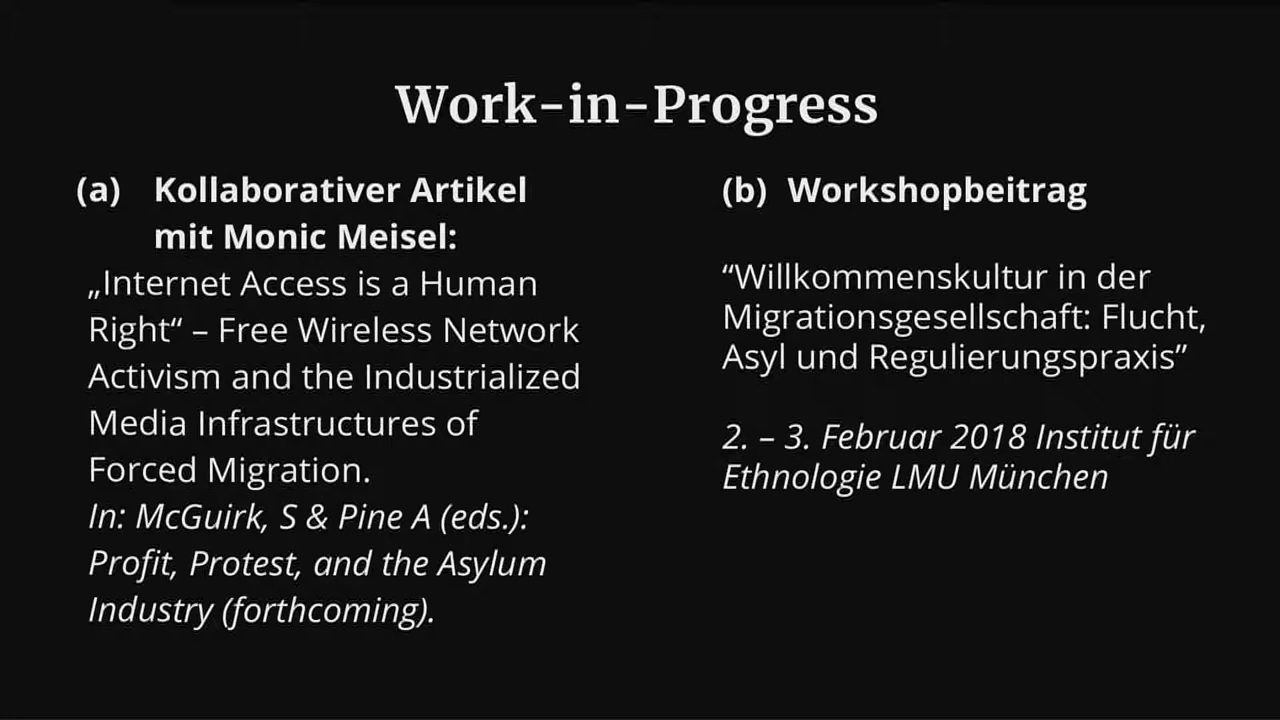 Work-in-Progress
(a) Kollaborativer Artikel
mit Monic Meisel:
„Internet Access is a Human
Right“ – Free Wireless Network
Activism and the Industrialized
Media Infrastructures of
Forced Migration.
In: McGuirk, S & Pine A (eds.):
Profit, Protest, and the Asylum
Industry (forthcoming).
(b) Workshopbeitrag
“Willkommenskultur in der
Migrationsgesellschaft: Flucht,
Asyl und Regulierungspraxis”
2. – 3. Februar 2018 Institut für
Ethnologie LMU München